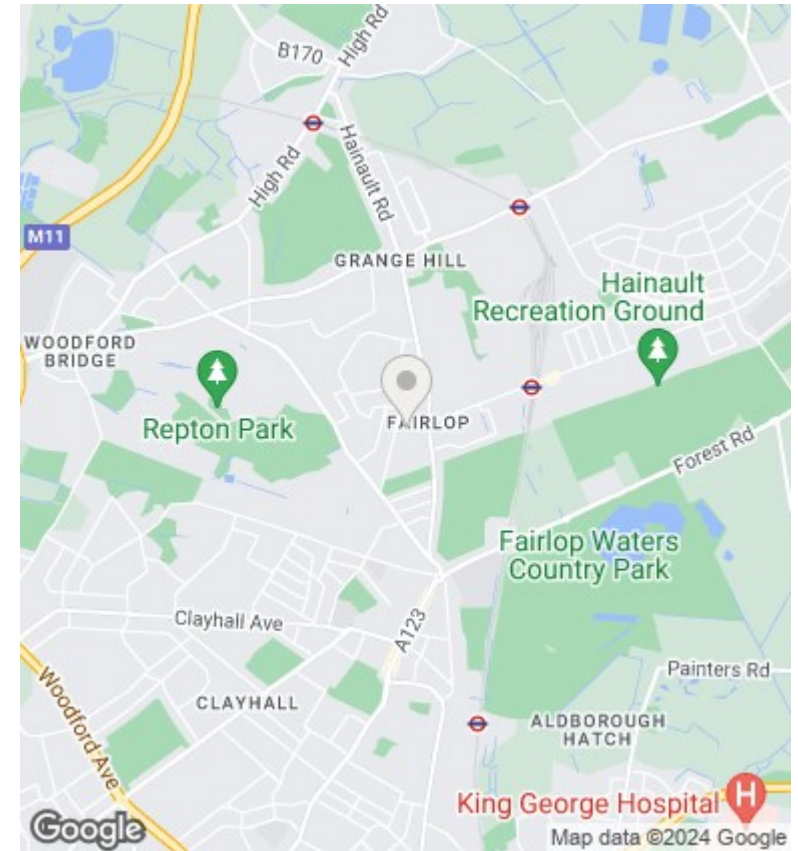 B170
High Rd
High Rd
Hainault Rd
M11
GRANGE HILL
Hainault
Recreation Ground
WOODFORD
BRIDGE
Repton Park
FAIRLOP
Forest Rd
Fairlop Waters
Country Park
Clayhall Ave
A123
Painters Rd
Woodford Ave
CLAYHALL
ALDBOROUGH
HATCH
King George Hospital
H
Google
Map data ©2024 Google